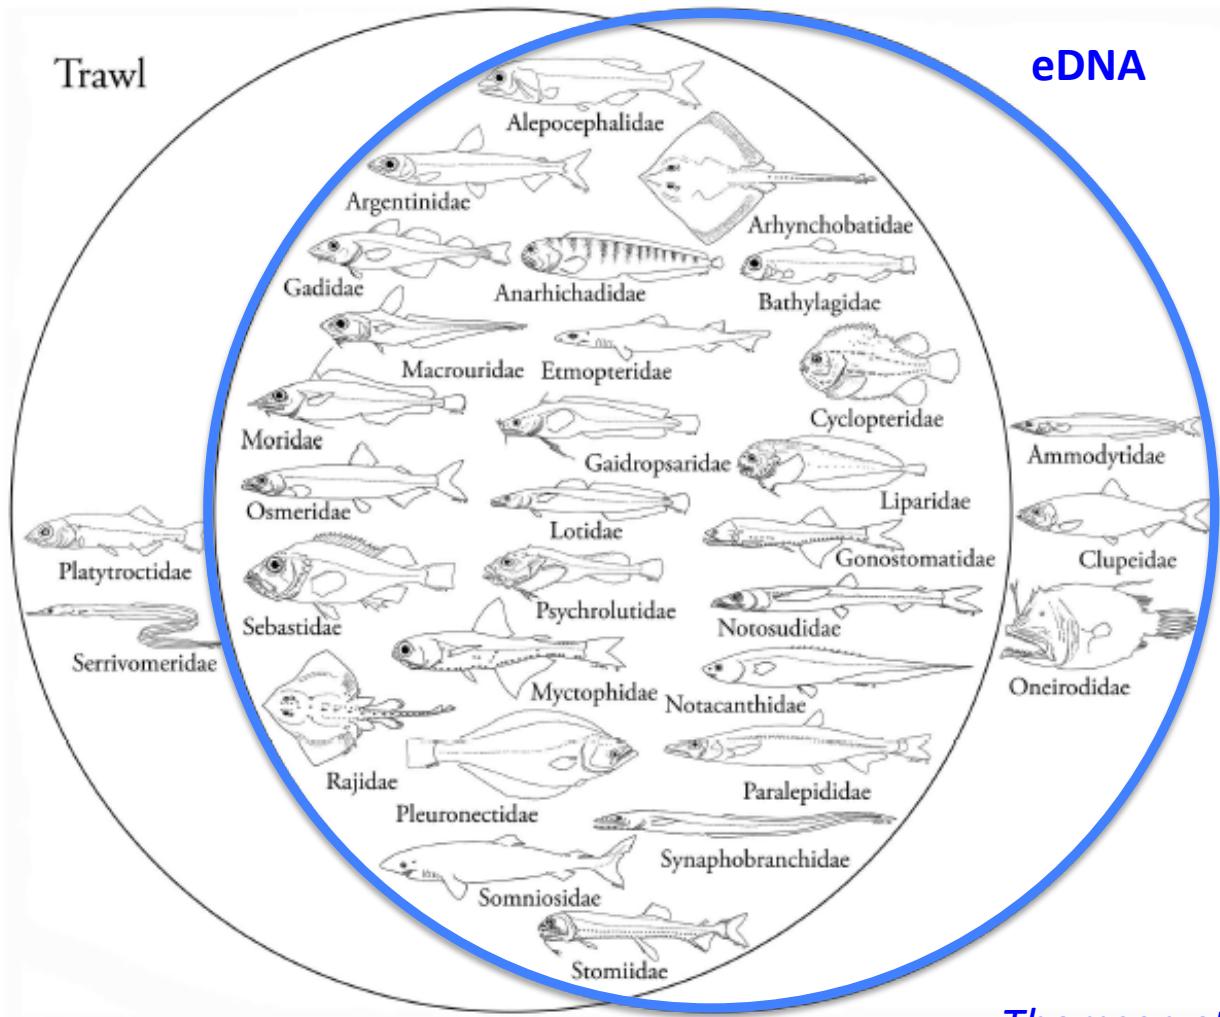 Trawl
eDNA
Alepocephalidae
Argentinidae
Arhynchobatidae
Gadidae
Anarhichadidae
Bathylagidae
Macrouridae
Etmopteridae
Cyclopteridae
Moridae
Gaidropsaridae
Ammodytidae
Liparidae
Osmeridae
Lotidae
Gonostomatidae
Clupeidae
Platytroctidae
Sebastidae
Psychrolutidae
Notosudidae
Serrivomeridae
Myctophidae
Notacanthidae
Oneirodidae
Rajidae
Pleuronectidae
Paralepididae
Synaphobranchidae
Somniosidae
Stomiidae